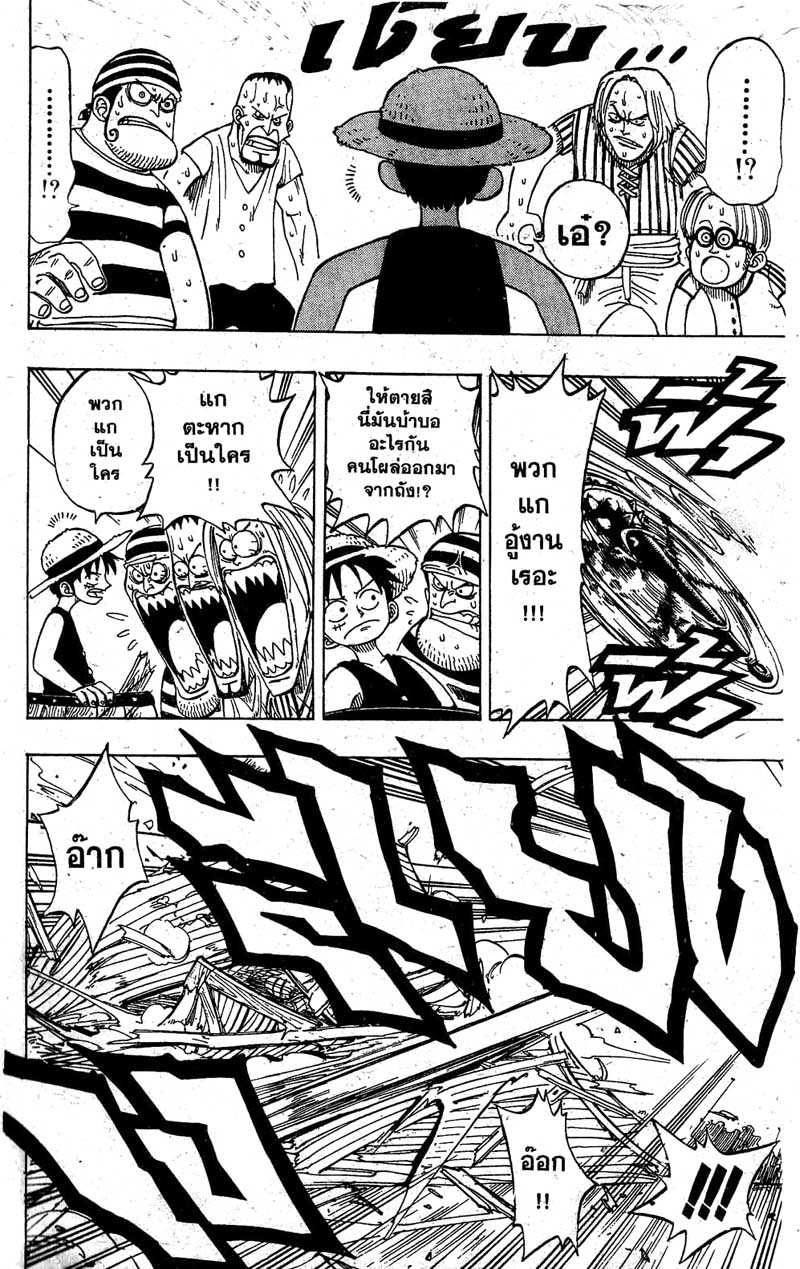 เงียบ...
.........!?
เอ๋?
.........!?
ฟิ้ว
พวก
แก
อู้งาน
เรอะ
!!!
ฟิ้ว
ให้ตายสิ
นี่มันบ้าบอ
อะไรกัน
คนโผล่ออกมา
จากถัง!?
แก
ตะหาก
เป็นใคร
!!
พวก
แก
เป็น
ใคร
อ๊าก
อ๊อก
!!
!!!